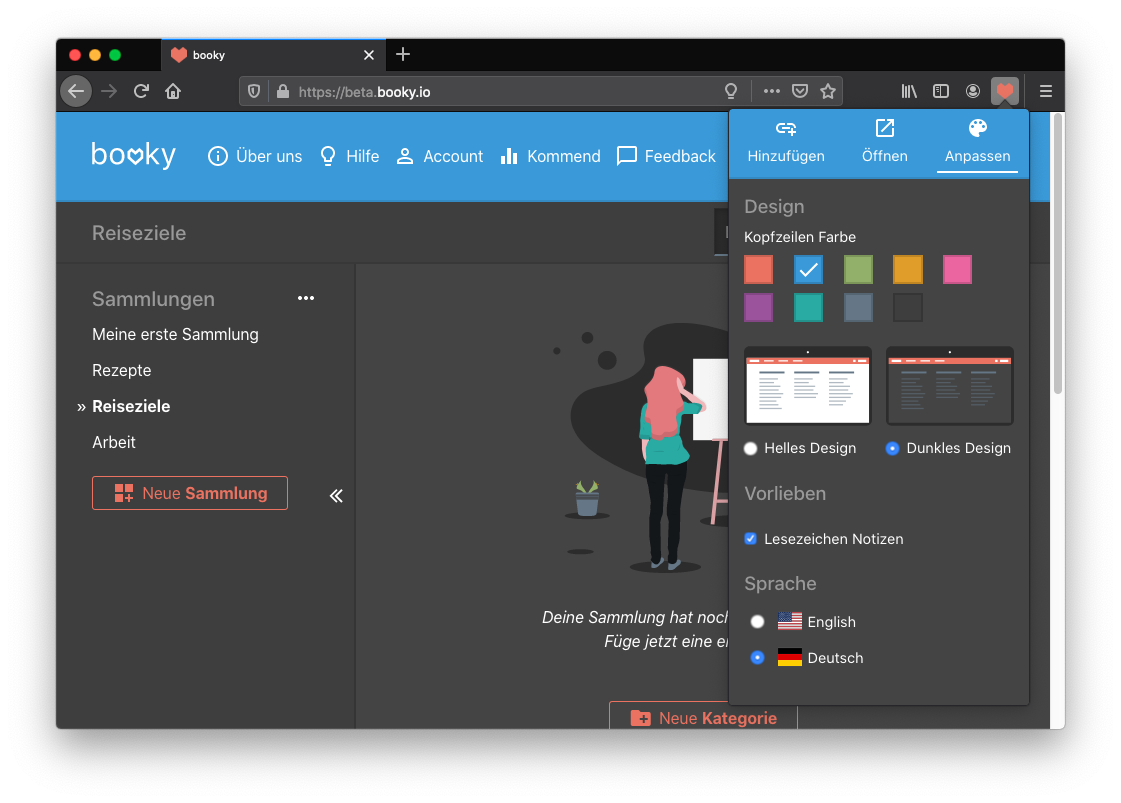 booky
https://beta.booky.io
booky
Über uns
Hilfe
Account
Kommend
Feedback
Hinzufügen
Öffnen
Anpassen
Reiseziele
Sammlungen
Meine erste Sammlung
Rezepte
» Reiseziele
Arbeit
Neue Sammlung
Deine Sammlung hat noch
Füge jetzt eine
Neue Kategorie
Design
Kopfzeilen Farbe
Helles Design
Dunkles Design
Vorlieben
Lesezeichen Notizen
Sprache
English
Deutsch